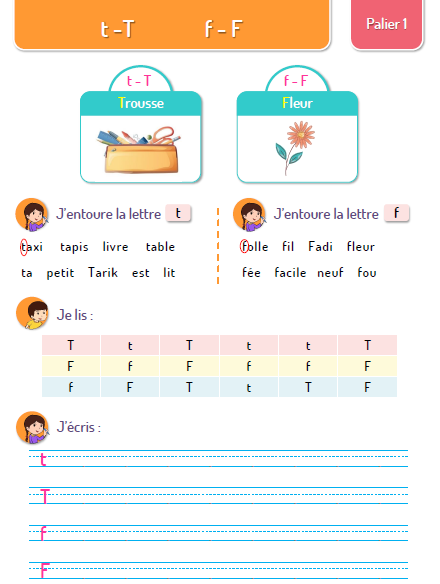 t - T f - F Palier 1
t - T f - F
Trousse Fleur
J'entoure la lettre t
taxi tapis livre table
ta petit Tarik est lit
J'entoure la lettre f
folle fil Fadi fleur
fée facile neuf fou
Je lis :
T t T t t T
F f F f f F
f F T t T F
J'écris :
t
T
f
F